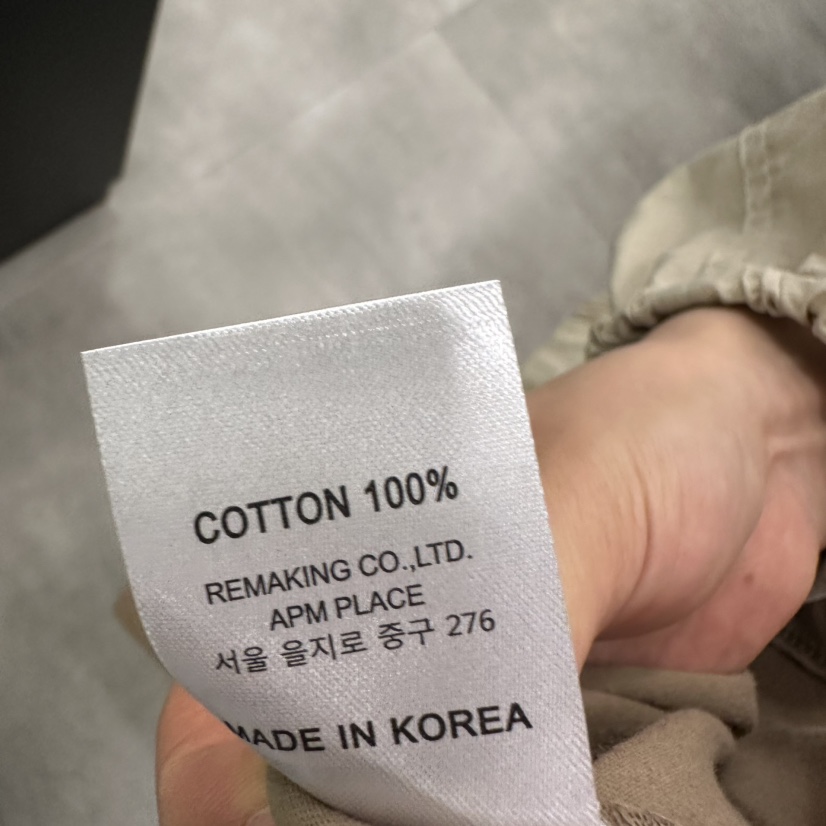 COTTON 100%
REMAKING CO.,LTD.
APM PLACE
서울 을지로 중구 276
MADE IN KOREA